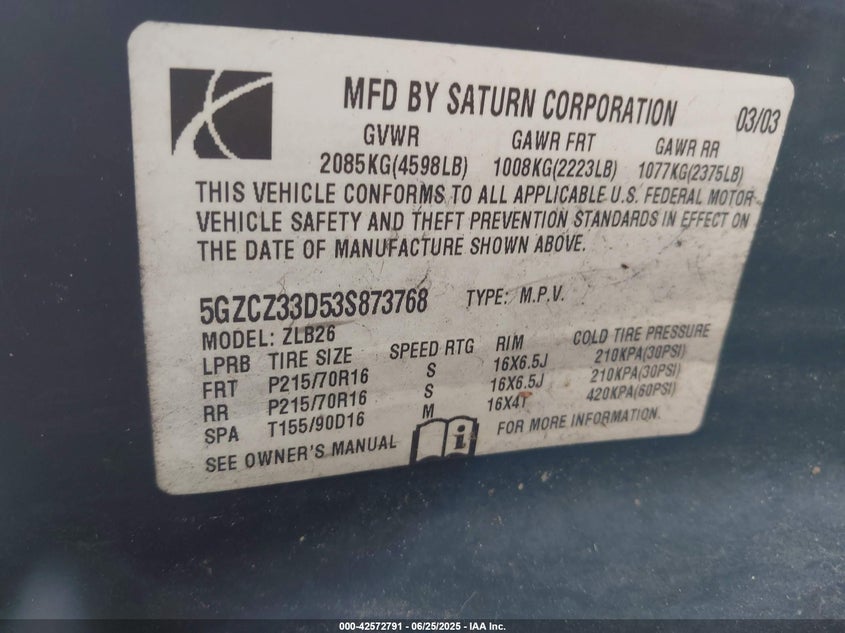 MFD BY SATURN CORPORATION 03/03
GVWR GAWR FRT GAWR RR
2085KG(4598LB) 1008KG(2223LB) 1077KG(2375LB)
THIS VEHICLE CONFORMS TO ALL APPLICABLE U.S. FEDERAL MOTOR
VEHICLE SAFETY AND THEFT PREVENTION STANDARDS IN EFFECT ON
THE DATE OF MANUFACTURE SHOWN ABOVE.
5GZCZ33D53S873768 TYPE: M.P.V.
MODEL: ZLB26
LPRB TIRE SIZE SPEED RTG RIM COLD TIRE PRESSURE
FRT P215/70R16 S 16X6.5J 210KPA(30PSI)
RR P215/70R16 S 16X6.5J 210KPA(30PSI)
SPA T155/90D16 M 16X4T 420KPA(60PSI)
SEE OWNER'S MANUAL i FOR MORE INFORMATION.
000-42572791 - 06/25/2025 - IAA Inc.